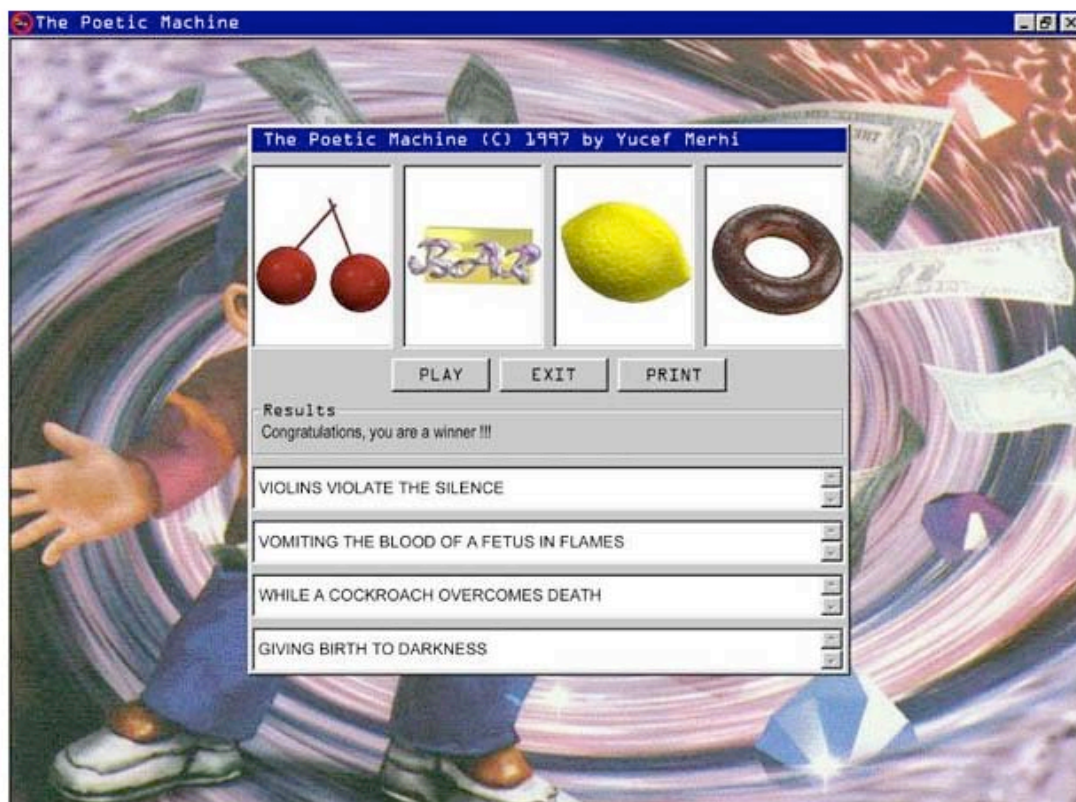 The Poetic Machine
The Poetic Machine (C) 1997 by Yucef Merhi
BAR
PLAY EXIT PRINT
Results
Congratulations, you are a winner !!!
VIOLINS VIOLATE THE SILENCE
VOMITING THE BLOOD OF A FETUS IN FLAMES
WHILE A COCKROACH OVERCOMES DEATH
GIVING BIRTH TO DARKNESS